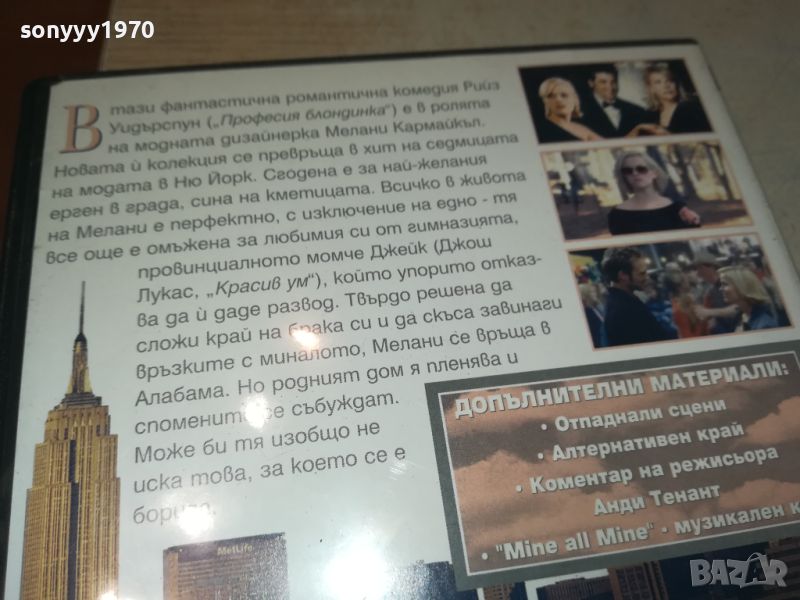 sonyyy1970
В тази фантастична романтична комедия Рийз
Уидърспун („Професия блондинка“) е в ролята
на модната дизайнерка Мелани Кармайкъл.
Новата ѝ колекция се превръща в хит на седмицата
на модата в Ню Йорк. Сгодена е за най-желания
ерген в града, сина на кметицата. Всичко в живота
на Мелани е перфектно, с изключение на едно - тя
все още е омъжена за любимия си от гимназията,
провинциалното момче Джейк (Джош
Лукас, „Красив ум“), който упорито отказ-
ва да ѝ даде развод. Твърдо решена да
сложи край на брака си и да скъса завинаги
връзките с миналото, Мелани се връща в
Алабама. Но родният дом я пленява и
спомените се събуждат.
Може би тя изобщо не
иска това, за което се е
борила.
ДОПЪЛНИТЕЛНИ МАТЕРИАЛИ:
• Отпаднали сцени
• Алтернативен край
• Коментар на режисьора
Анди Тенант
• "Mine all Mine" - музикален
MetLife
BAZAR